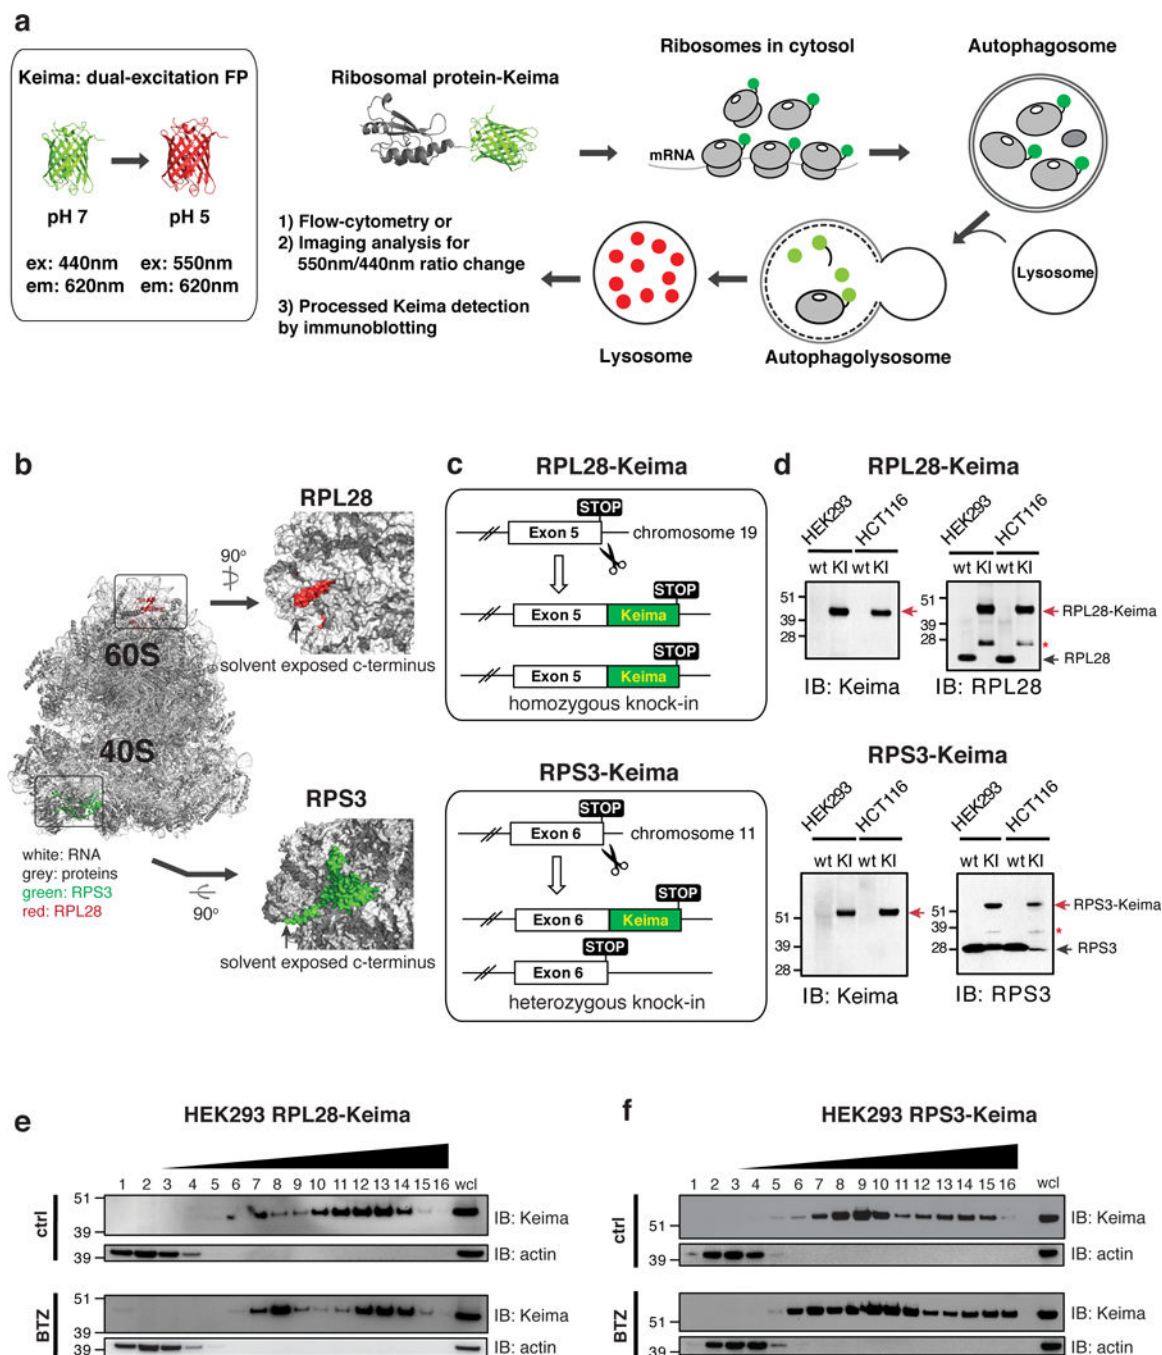 a
Keima: dual-excitation FP
pH 7
pH 5
ex: 440nm
em: 620nm
ex: 550nm
em: 620nm
Ribosomal protein-Keima
Ribosomes in cytosol
mRNA
Autophagosome
Lysosome
Autophagolysosome
Lysosome
1) Flow-cytometry or
2) Imaging analysis for
550nm/440nm ratio change
3) Processed Keima detection
by immunoblotting
b
60S
40S
white: RNA
grey: proteins
green: RPS3
red: RPL28
90°
RPL28
solvent exposed c-terminus
90°
RPS3
solvent exposed c-terminus
c
RPL28-Keima
STOP
Exon 5
chromosome 19
STOP
Exon 5
Keima
STOP
Exon 5
Keima
homozygous knock-in
RPS3-Keima
STOP
Exon 6
chromosome 11
STOP
Exon 6
Keima
STOP
Exon 6
heterozygous knock-in
d
RPL28-Keima
HEK293
HCT116
wt KI wt KI
51
39
28
IB: Keima
HEK293
HCT116
wt KI wt KI
51
39
28
RPL28-Keima
*
RPL28
IB: RPL28
RPS3-Keima
HEK293
HCT116
wt KI wt KI
51
39
28
IB: Keima
HEK293
HCT116
wt KI wt KI
51
39
28
RPS3-Keima
*
RPS3
IB: RPS3
e
HEK293 RPL28-Keima
1 2 3 4 5 6 7 8 9 10 11 12 13 14 15 16 wcl
ctrl
51
39
IB: Keima
39
IB: actin
BTZ
51
39
IB: Keima
39
IB: actin
f
HEK293 RPS3-Keima
1 2 3 4 5 6 7 8 9 10 11 12 13 14 15 16 wcl
ctrl
51
IB: Keima
39
IB: actin
BTZ
51
IB: Keima
39
IB: actin